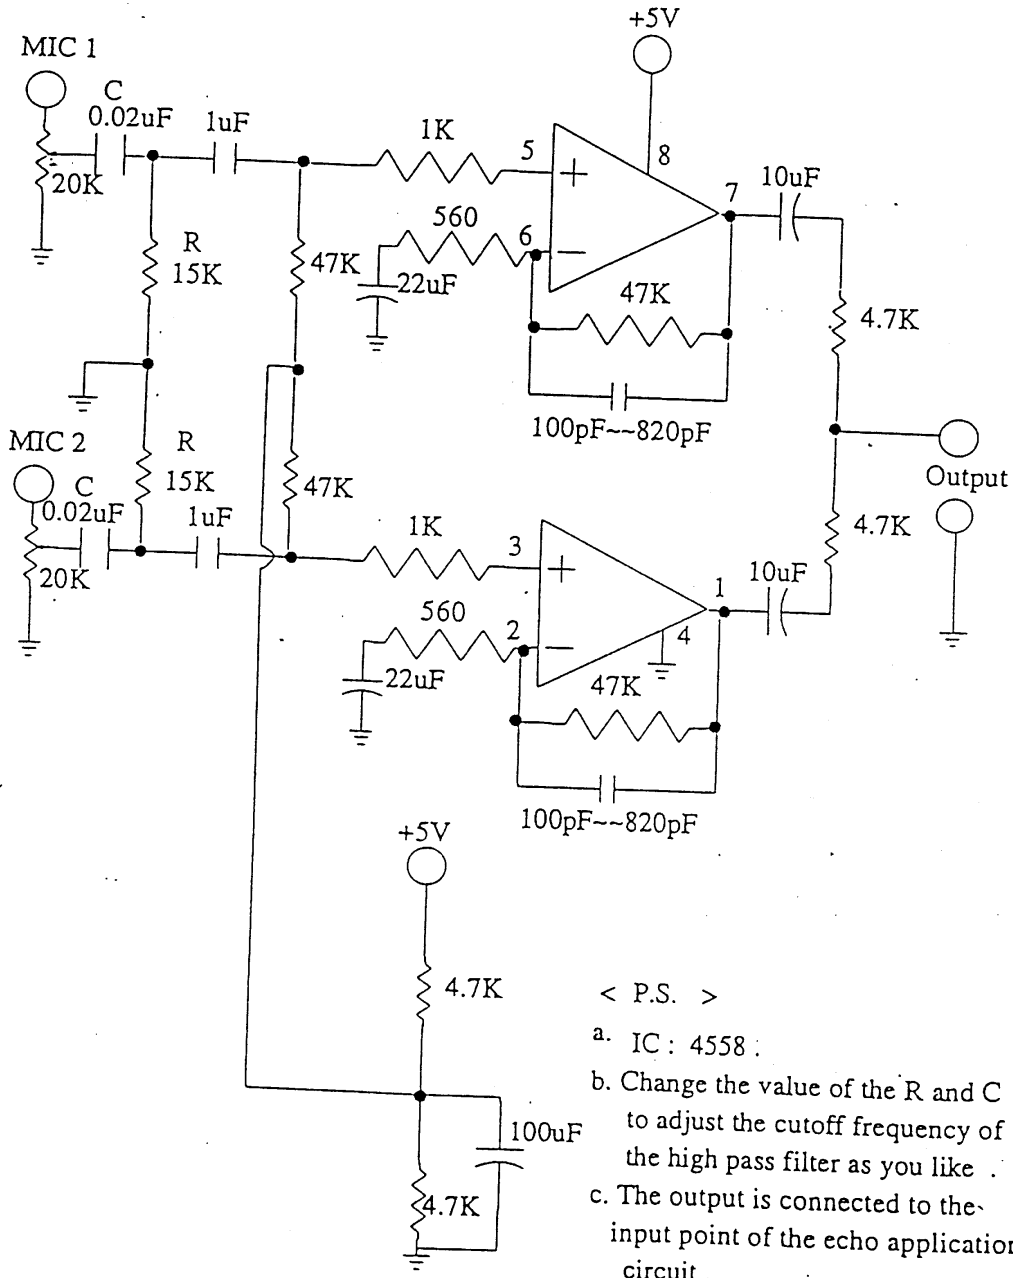 +5V
MIC 1
C
0.02uF
1uF
1K
5
8
7
10uF
20K
R
15K
47K
560
6
22uF
47K
4.7K
100pF~~820pF
MIC 2
C
0.02uF
R
15K
1uF
47K
Output
1K
3
4.7K
1
10uF
20K
560
2
4
22uF
47K
100pF~~820pF
+5V
4.7K
100uF
4.7K
< P.S. >
a. IC : 4558 .
b. Change the value of the R and C
to adjust the cutoff frequency of
the high pass filter as you like .
c. The output is connected to the
input point of the echo application
circuit